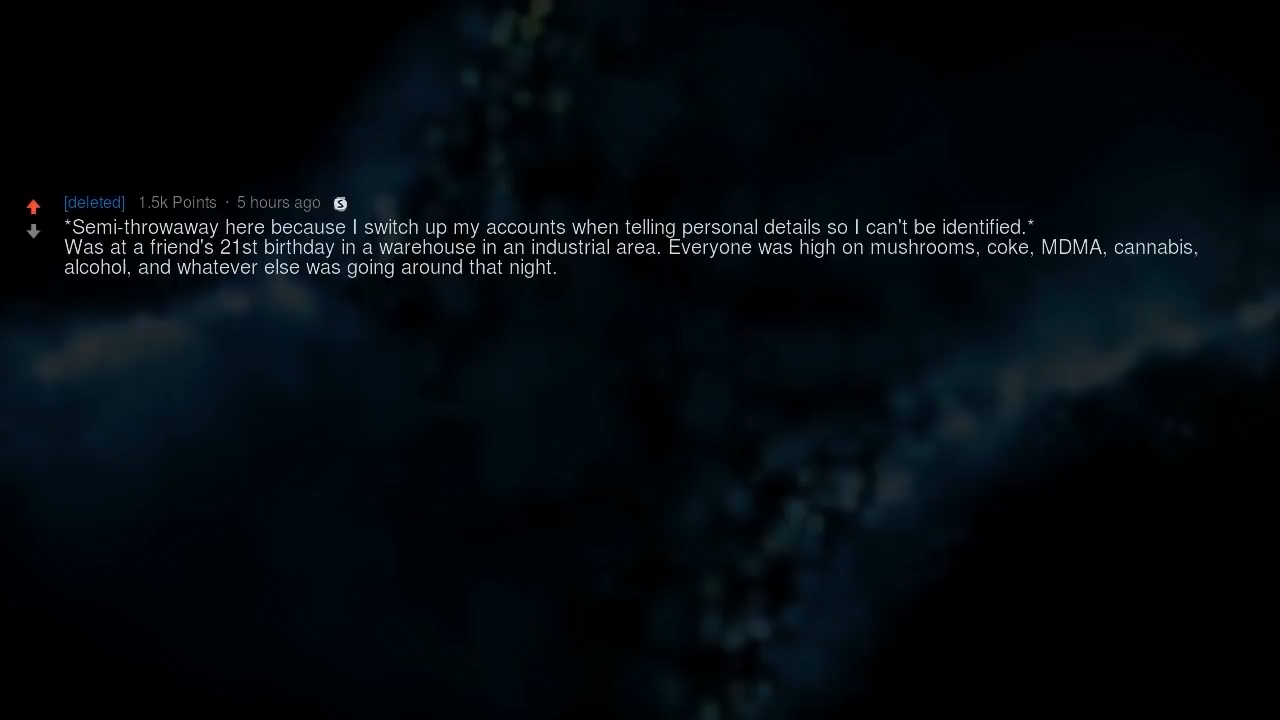 [deleted] 1.5k Points · 5 hours ago S
*Semi-throwaway here because I switch up my accounts when telling personal details so I can't be identified.*
Was at a friend's 21st birthday in a warehouse in an industrial area. Everyone was high on mushrooms, coke, MDMA, cannabis,
alcohol, and whatever else was going around that night.